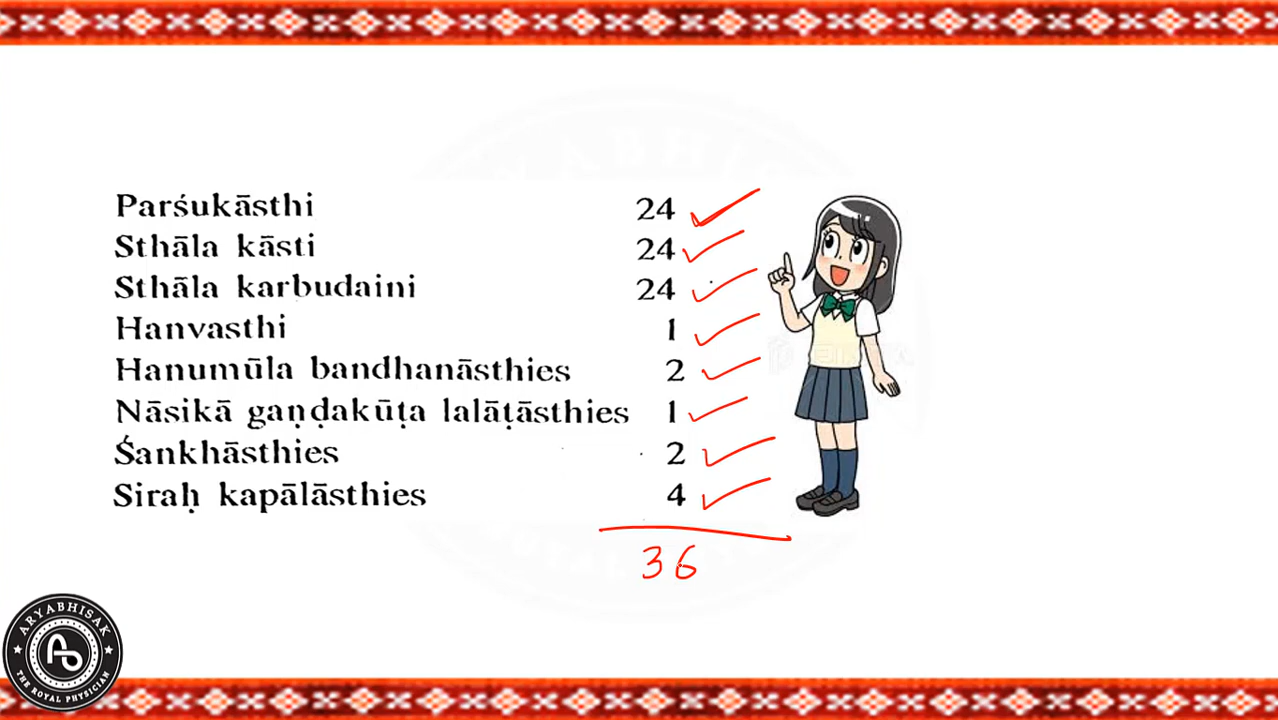 Parśukāsthi 24
Sthāla kāsti 24
Sthāla karbudaini 24
Hanvasthi 1
Hanumūla bandhanāsthies 2
Nāsikā gaṇḍakūṭa lalāṭāsthies 1
Śankhāsthies 2
Siraḥ kapālāsthies 4
36
ARYABHISAK
THE ROYAL PHYSICIAN